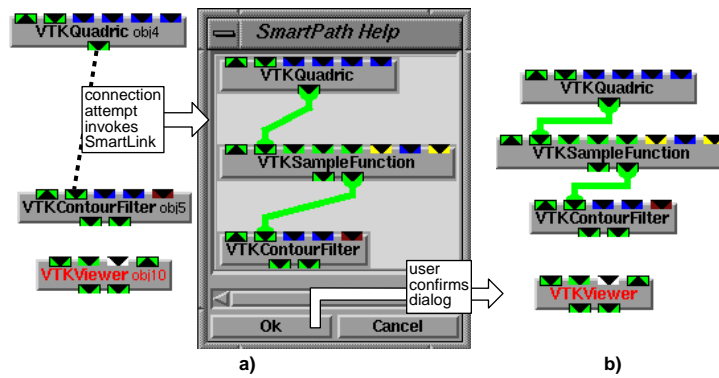 VTKQuadric obj4
connection
attempt
invokes
SmartLink
VTKContourFilter obj5
VTKViewer obj10
SmartPath Help
VTKQuadric
VTKSampleFunction
VTKContourFilter
Ok
Cancel
user
confirms
dialog
VTKQuadric
VTKSampleFunction
VTKContourFilter
VTKViewer
a)
b)